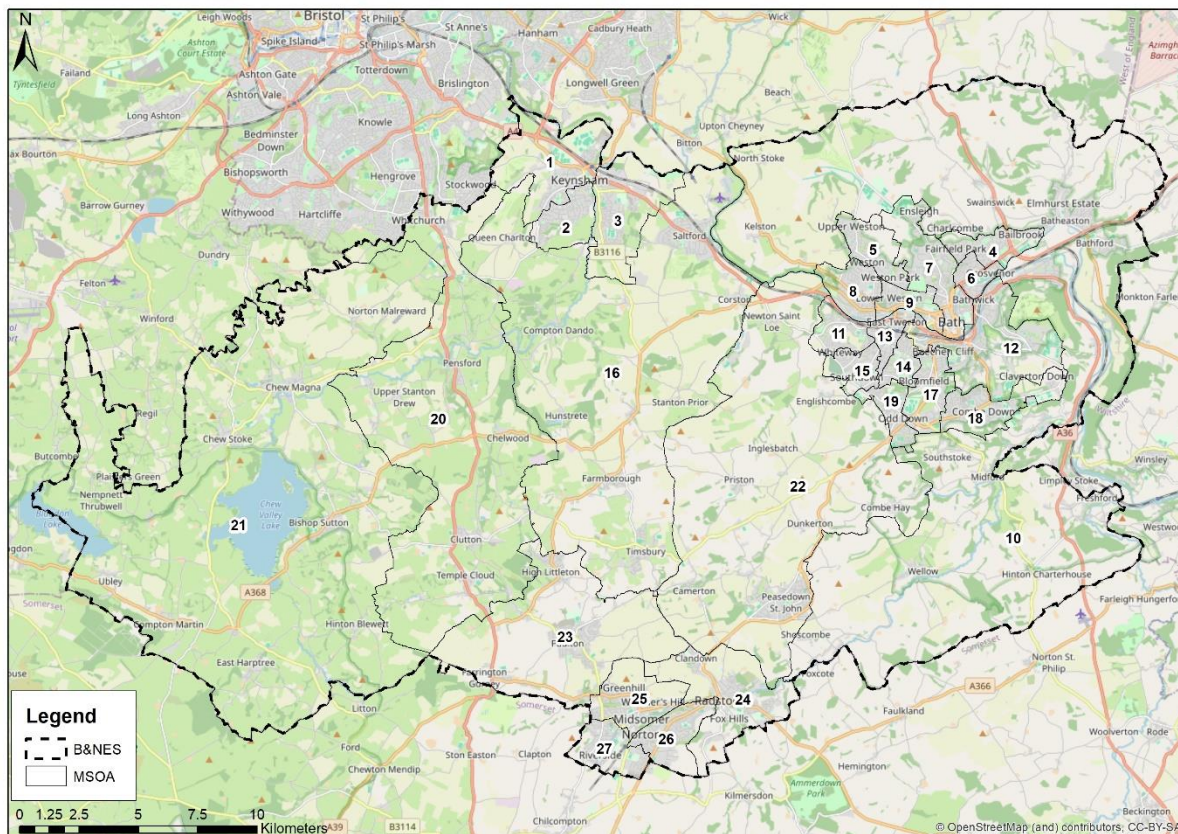 N
Leigh Woods
Bristol
St Philip's
St Anne's
Hanham
Cadbury Heath
Wick
West of England
Ashton Court Estate
Spike Island
St Philip's Marsh
Tyntesfield
Failand
Ashton Gate
Totterdown
Brislington
Longwell Green
Ashton Vale
Long Ashton
Knowle
Beach
Bedminster Down
Upton Cheyney
Bitton
North Stoke
Bishopsworth
Hengrove
Stockwood
1
Keynsham
Swainswick
Elmhurst Estate
Barrow Gurney
Withywood
Hartcliffe
Whitchurch
2
3
Saltford
Kelston
Ensleigh
Upper Weston
Charlcombe
Batheaston
Bailbrook
Queen Charlton
B3116
5
Fairfield Park
4
Bathford
Dundry
Weston
7
Weston Park
6
Felton
8
Lower Weston
9
Bathwick
Monkton Farleigh
Winford
Norton Malreward
Corston
Newton Saint Loe
Bath
Compton Dando
11
13
12
Whiteway
Pensford
15
14
Bloomfield
Claverton Down
Chew Magna
16
Upper Stanton Drew
Stanton Prior
Englishcombe
19
17
Odd Down
18
Regil
20
Hunstrete
Chew Stoke
Chelwood
Inglesbatch
A36
Butcombe
Southstoke
Winsley
Nempnett Thrubwell
Farmborough
Priston
22
Midford
Limpley Stoke
Freshford
21
Chew Valley Lake
Bishop Sutton
Combe Hay
Dunkerton
10
Clutton
Timsbury
Ubley
A368
Temple Cloud
High Littleton
Camerton
Wellow
Hinton Charterhouse
Somerset
Peasedown St. John
Compton Martin
Hinton Blewett
23
Shoscombe
Clandown
East Harptree
Norton St. Philip
Greenhill
25
24
A366
Litton
Fox Hills
Faulkland
Midsomer Norton
26
Woolverton
Rode
27
Riverside
Ford
Ston Easton
Clapton
Hemington
Chewton Mendip
Kilmersdon
Ammerdown Park
Beckington
Chilcompton
A39
B3114
Legend
B&NES
MSOA
0 1.25 2.5 5 7.5 10
Kilometers
© OpenStreetMap (and) contributors, CC-BY-SA